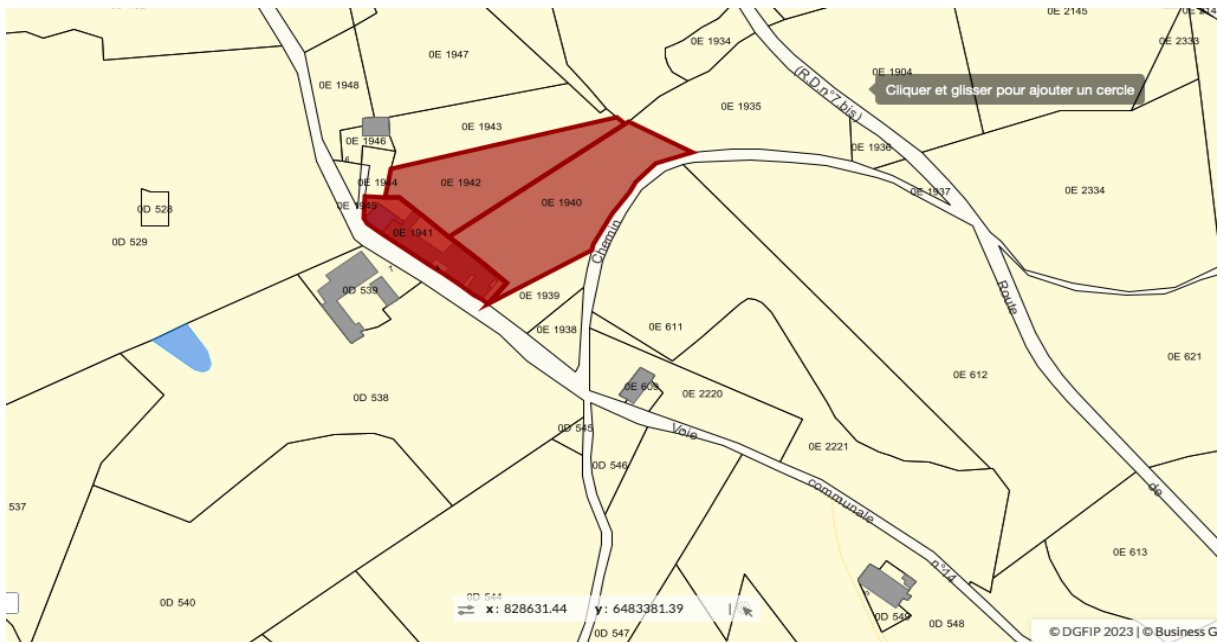 0E 2145
0E 1934
0E 2333
0E 1947
0E 1904
(R.D n°7 bis)
Cliquer et glisser pour ajouter un cercle
0E 1948
0E 1935
0E 1943
0E 1946
0E 1936
6
0E 1944
0E 1942
0E 1937
0E 2334
0E 1945
0E 1940
0D 528
0E 1941
0D 529
Chemin
7
0D 539
0E 1939
Route
0E 1938
0E 611
0E 621
0E 612
0E 609
0E 2220
0D 538
0D 545
Voie
0E 2221
0D 546
communale
de
537
0E 613
n°14
0D 540
0D 544
x: 828631.44 y: 6483381.39
0D 549
0D 548
0D 547
© DGFIP 2023 | © Business G